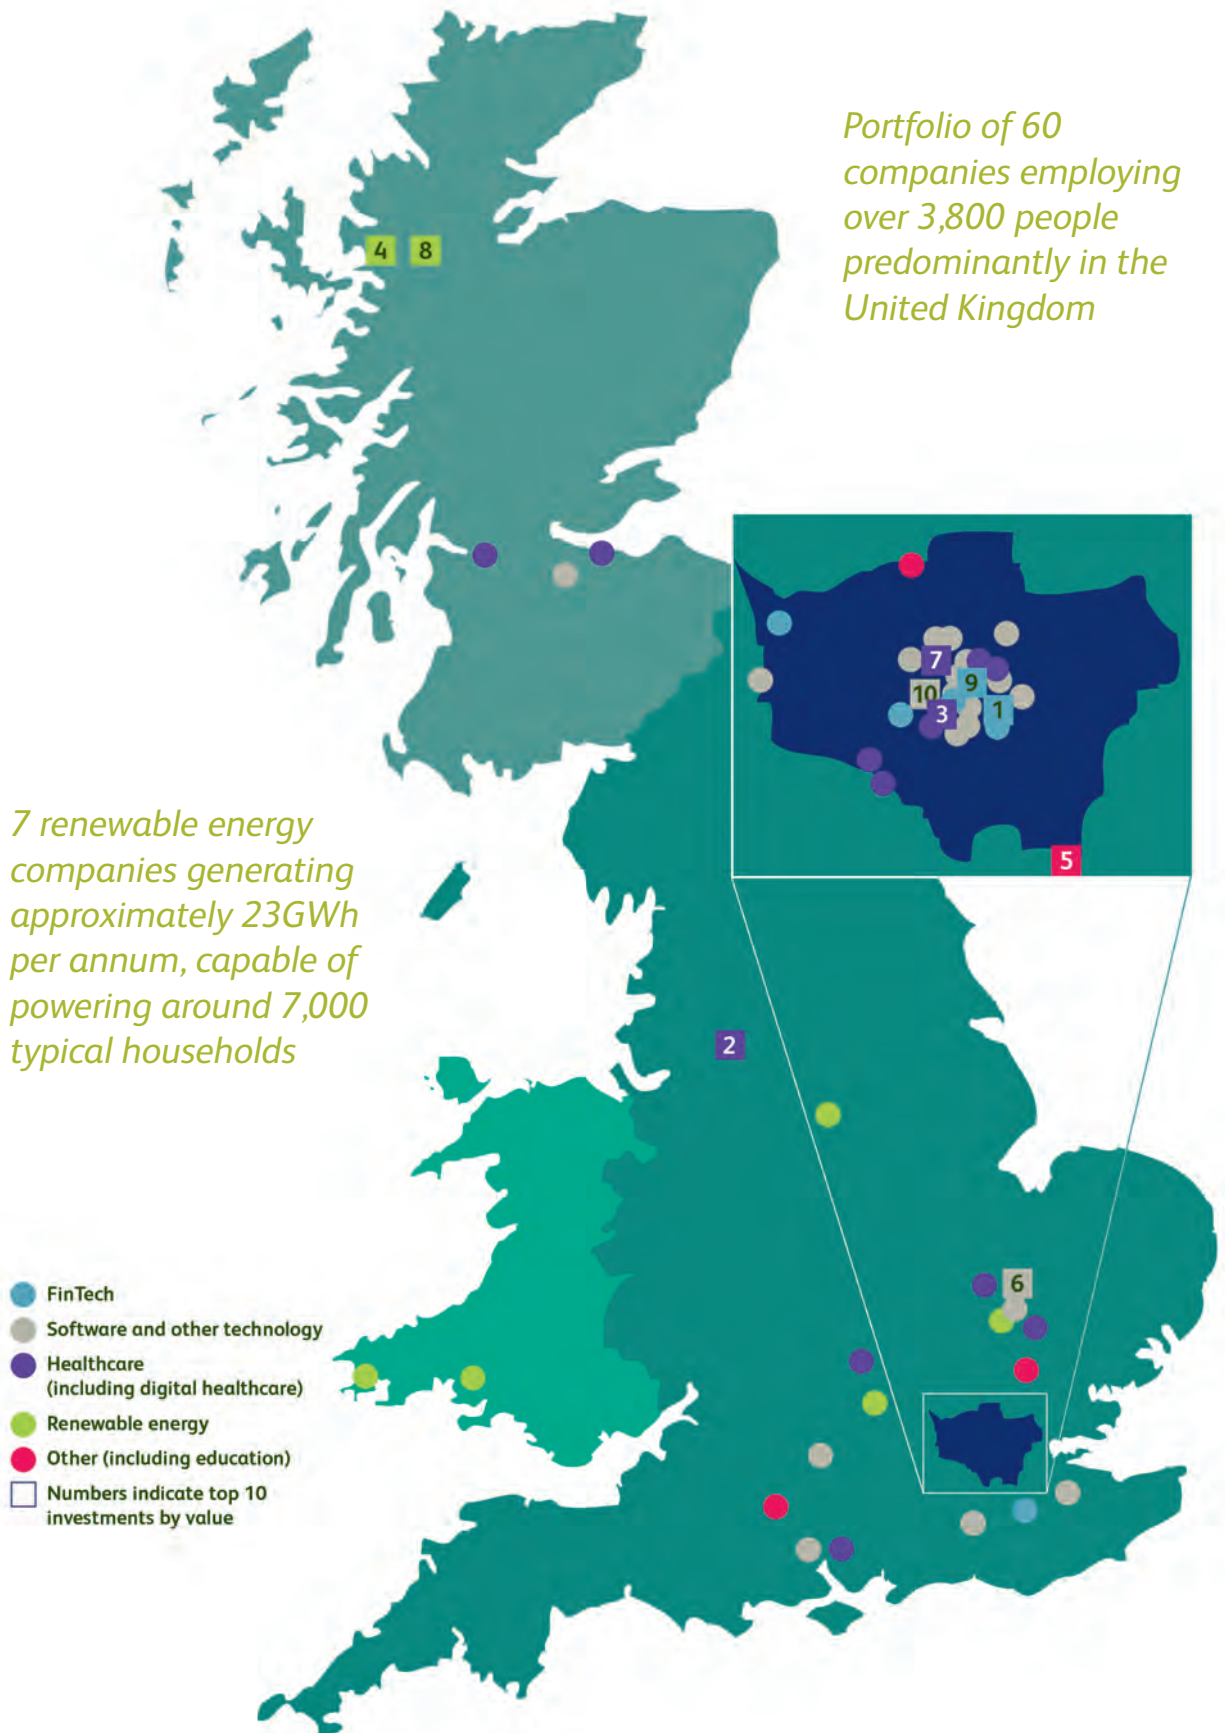 Portfolio of 60
companies employing
over 3,800 people
predominantly in the
United Kingdom
4 8
7
9
10
3
1
5
7 renewable energy
companies generating
approximately 23GWh
per annum, capable of
powering around 7,000
typical households
2
6
FinTech
Software and other technology
Healthcare
(including digital healthcare)
Renewable energy
Other (including education)
Numbers indicate top 10
investments by value